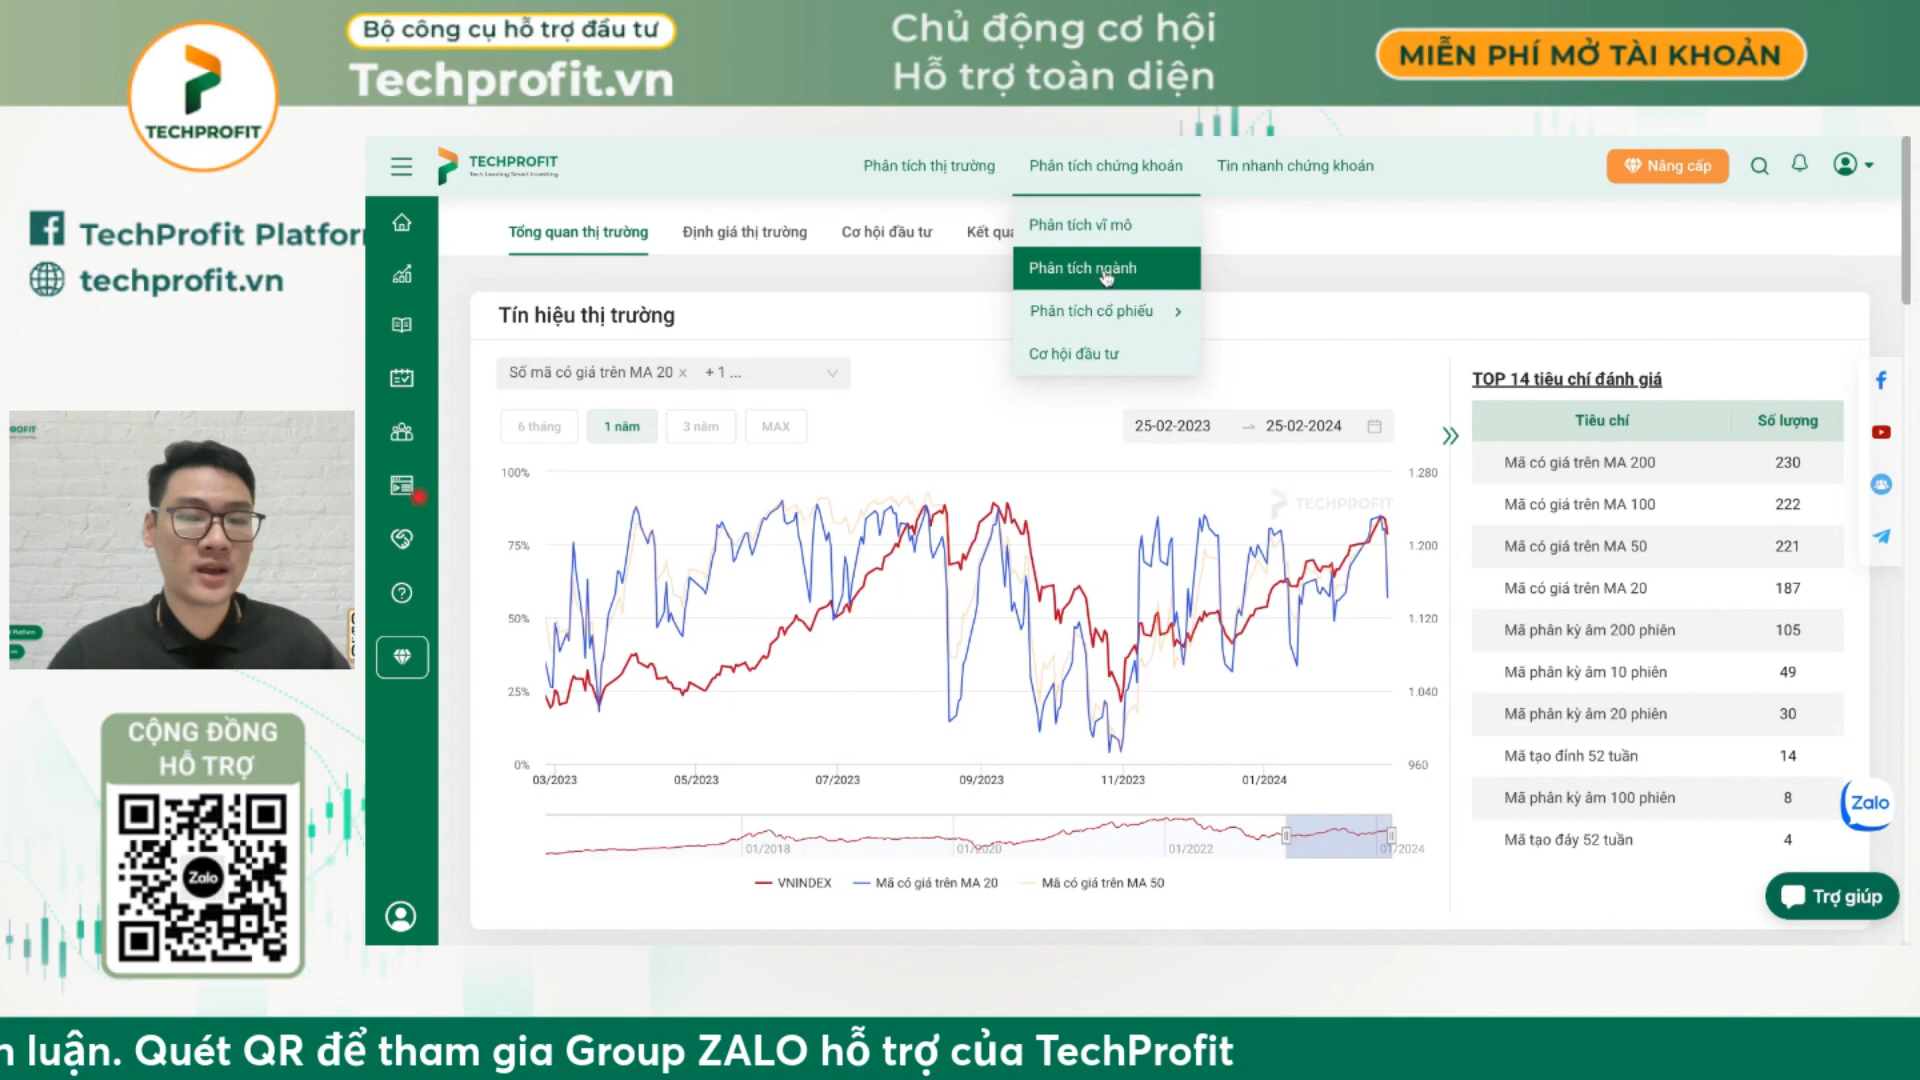 TECHPROFIT
Bộ công cụ hỗ trợ đầu tư
Techprofit.vn
Chủ động cơ hội
Hỗ trợ toàn diện
MIỄN PHÍ MỞ TÀI KHOẢN
TechProfit Platfor
techprofit.vn
TECHPROFIT
Tech Leading Smart Investing
Phân tích thị trường
Phân tích chứng khoán
Tin nhanh chứng khoán
Nâng cấp
Tổng quan thị trường
Định giá thị trường
Cơ hội đầu tư
Kết qu
Phân tích vĩ mô
Phân tích ngành
Phân tích cổ phiếu
Cơ hội đầu tư
Tín hiệu thị trường
Số mã có giá trên MA 20 × + 1 ...
6 tháng
1 năm
3 năm
MAX
25-02-2023 → 25-02-2024
100%
75%
50%
25%
0%
1.280
1.200
1.120
1.040
960
TECHPROFIT
03/2023
05/2023
07/2023
09/2023
11/2023
01/2024
01/2018
01/2020
01/2022
01/2024
VNINDEX
Mã có giá trên MA 20
Mã có giá trên MA 50
TOP 14 tiêu chí đánh giá
Tiêu chí Số lượng
Mã có giá trên MA 200 230
Mã có giá trên MA 100 222
Mã có giá trên MA 50 221
Mã có giá trên MA 20 187
Mã phân kỳ âm 200 phiên 105
Mã phân kỳ âm 10 phiên 49
Mã phân kỳ âm 20 phiên 30
Mã tạo đỉnh 52 tuần 14
Mã phân kỳ âm 100 phiên 8
Mã tạo đáy 52 tuần 4
Zalo
Trợ giúp
CỘNG ĐỒNG
HỖ TRỢ
Zalo
n luận. Quét QR để tham gia Group ZALO hỗ trợ của TechProfit